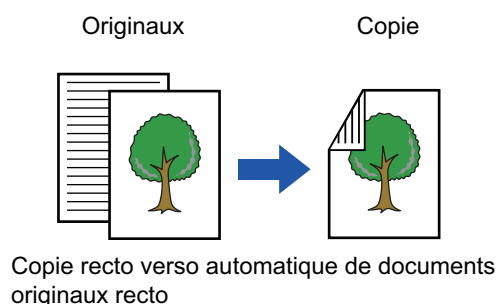 Originaux Copie
Copie recto verso automatique de documents
originaux recto